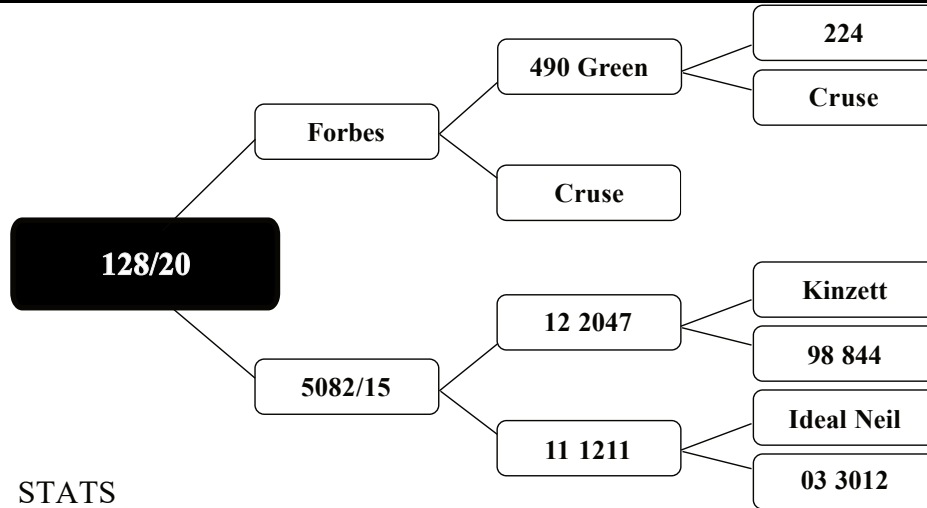 224
490 Green
Cruse
Forbes
Cruse
128/20
Kinzett
12 2047
98 844
5082/15
Ideal Neil
11 1211
03 3012
STATS